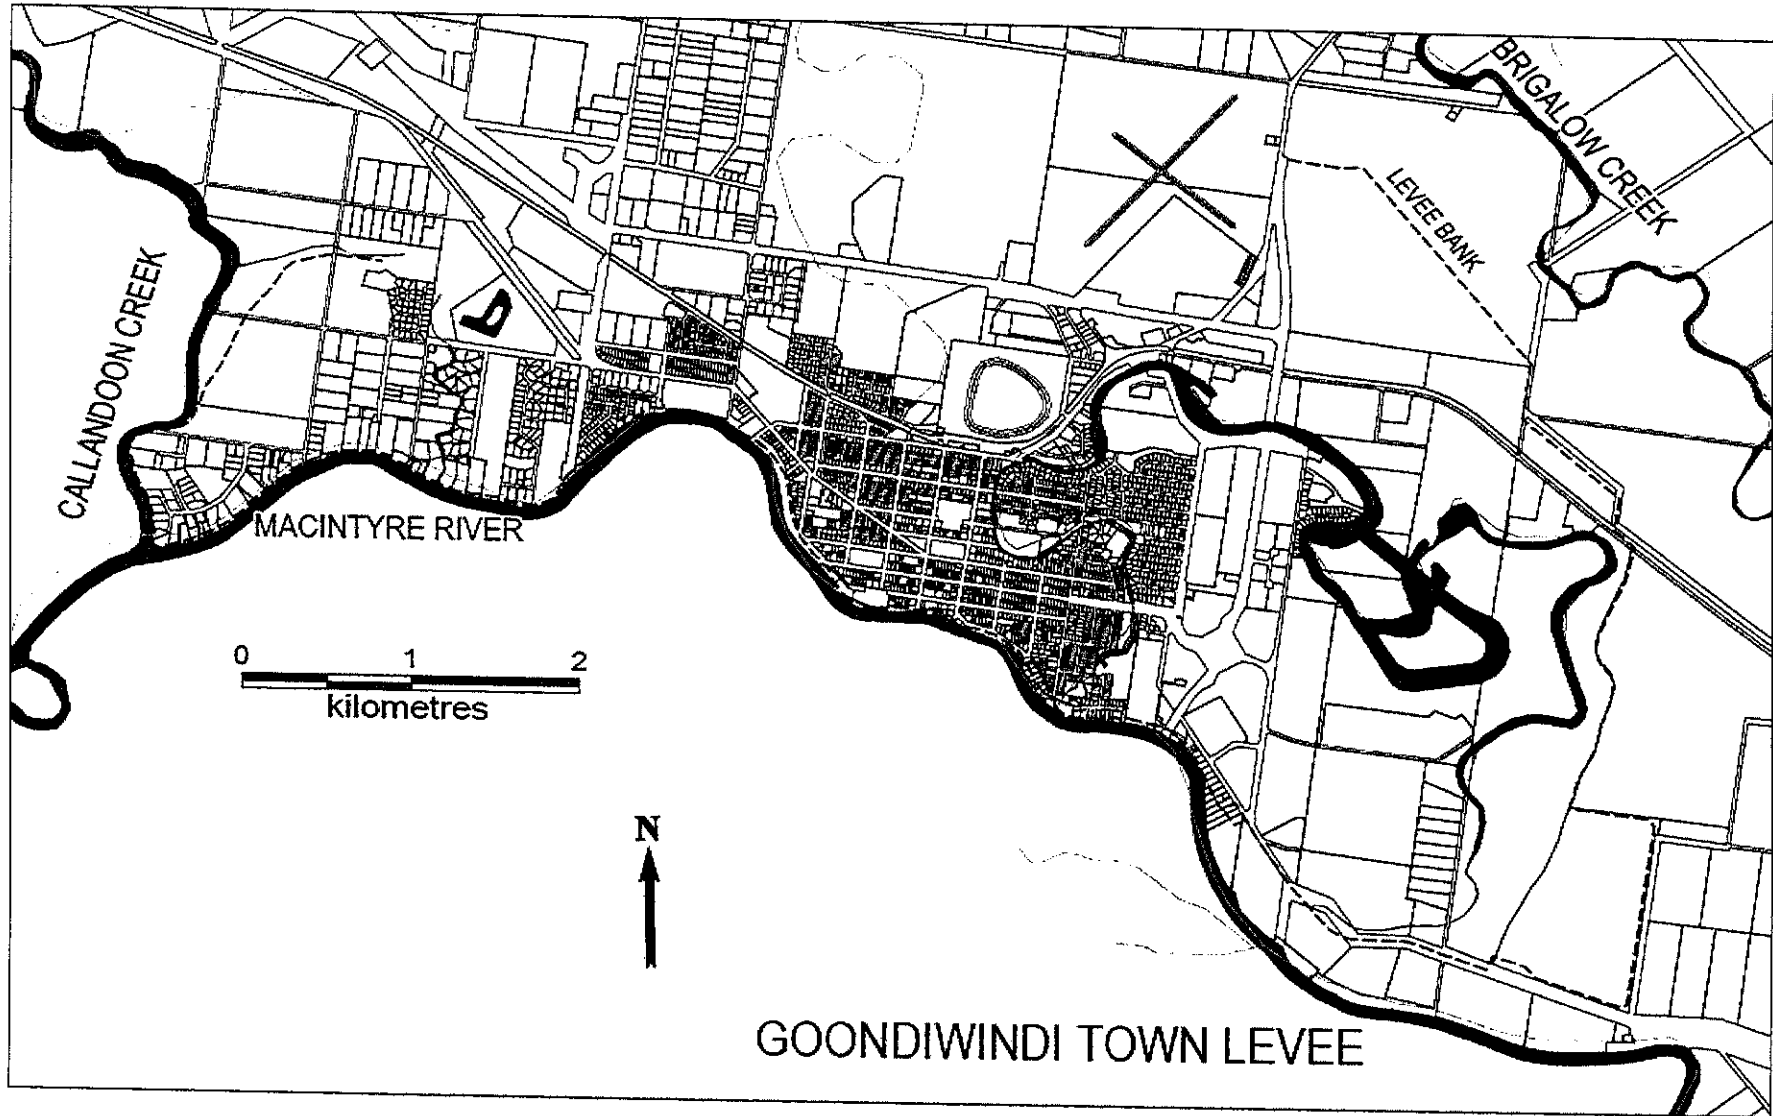 BRIGALOW CREEK
LEVEE BANK
CALLANDOON CREEK
MACINTYRE RIVER
0 1 2
kilometres
N
GOONDIWINDI TOWN LEVEE